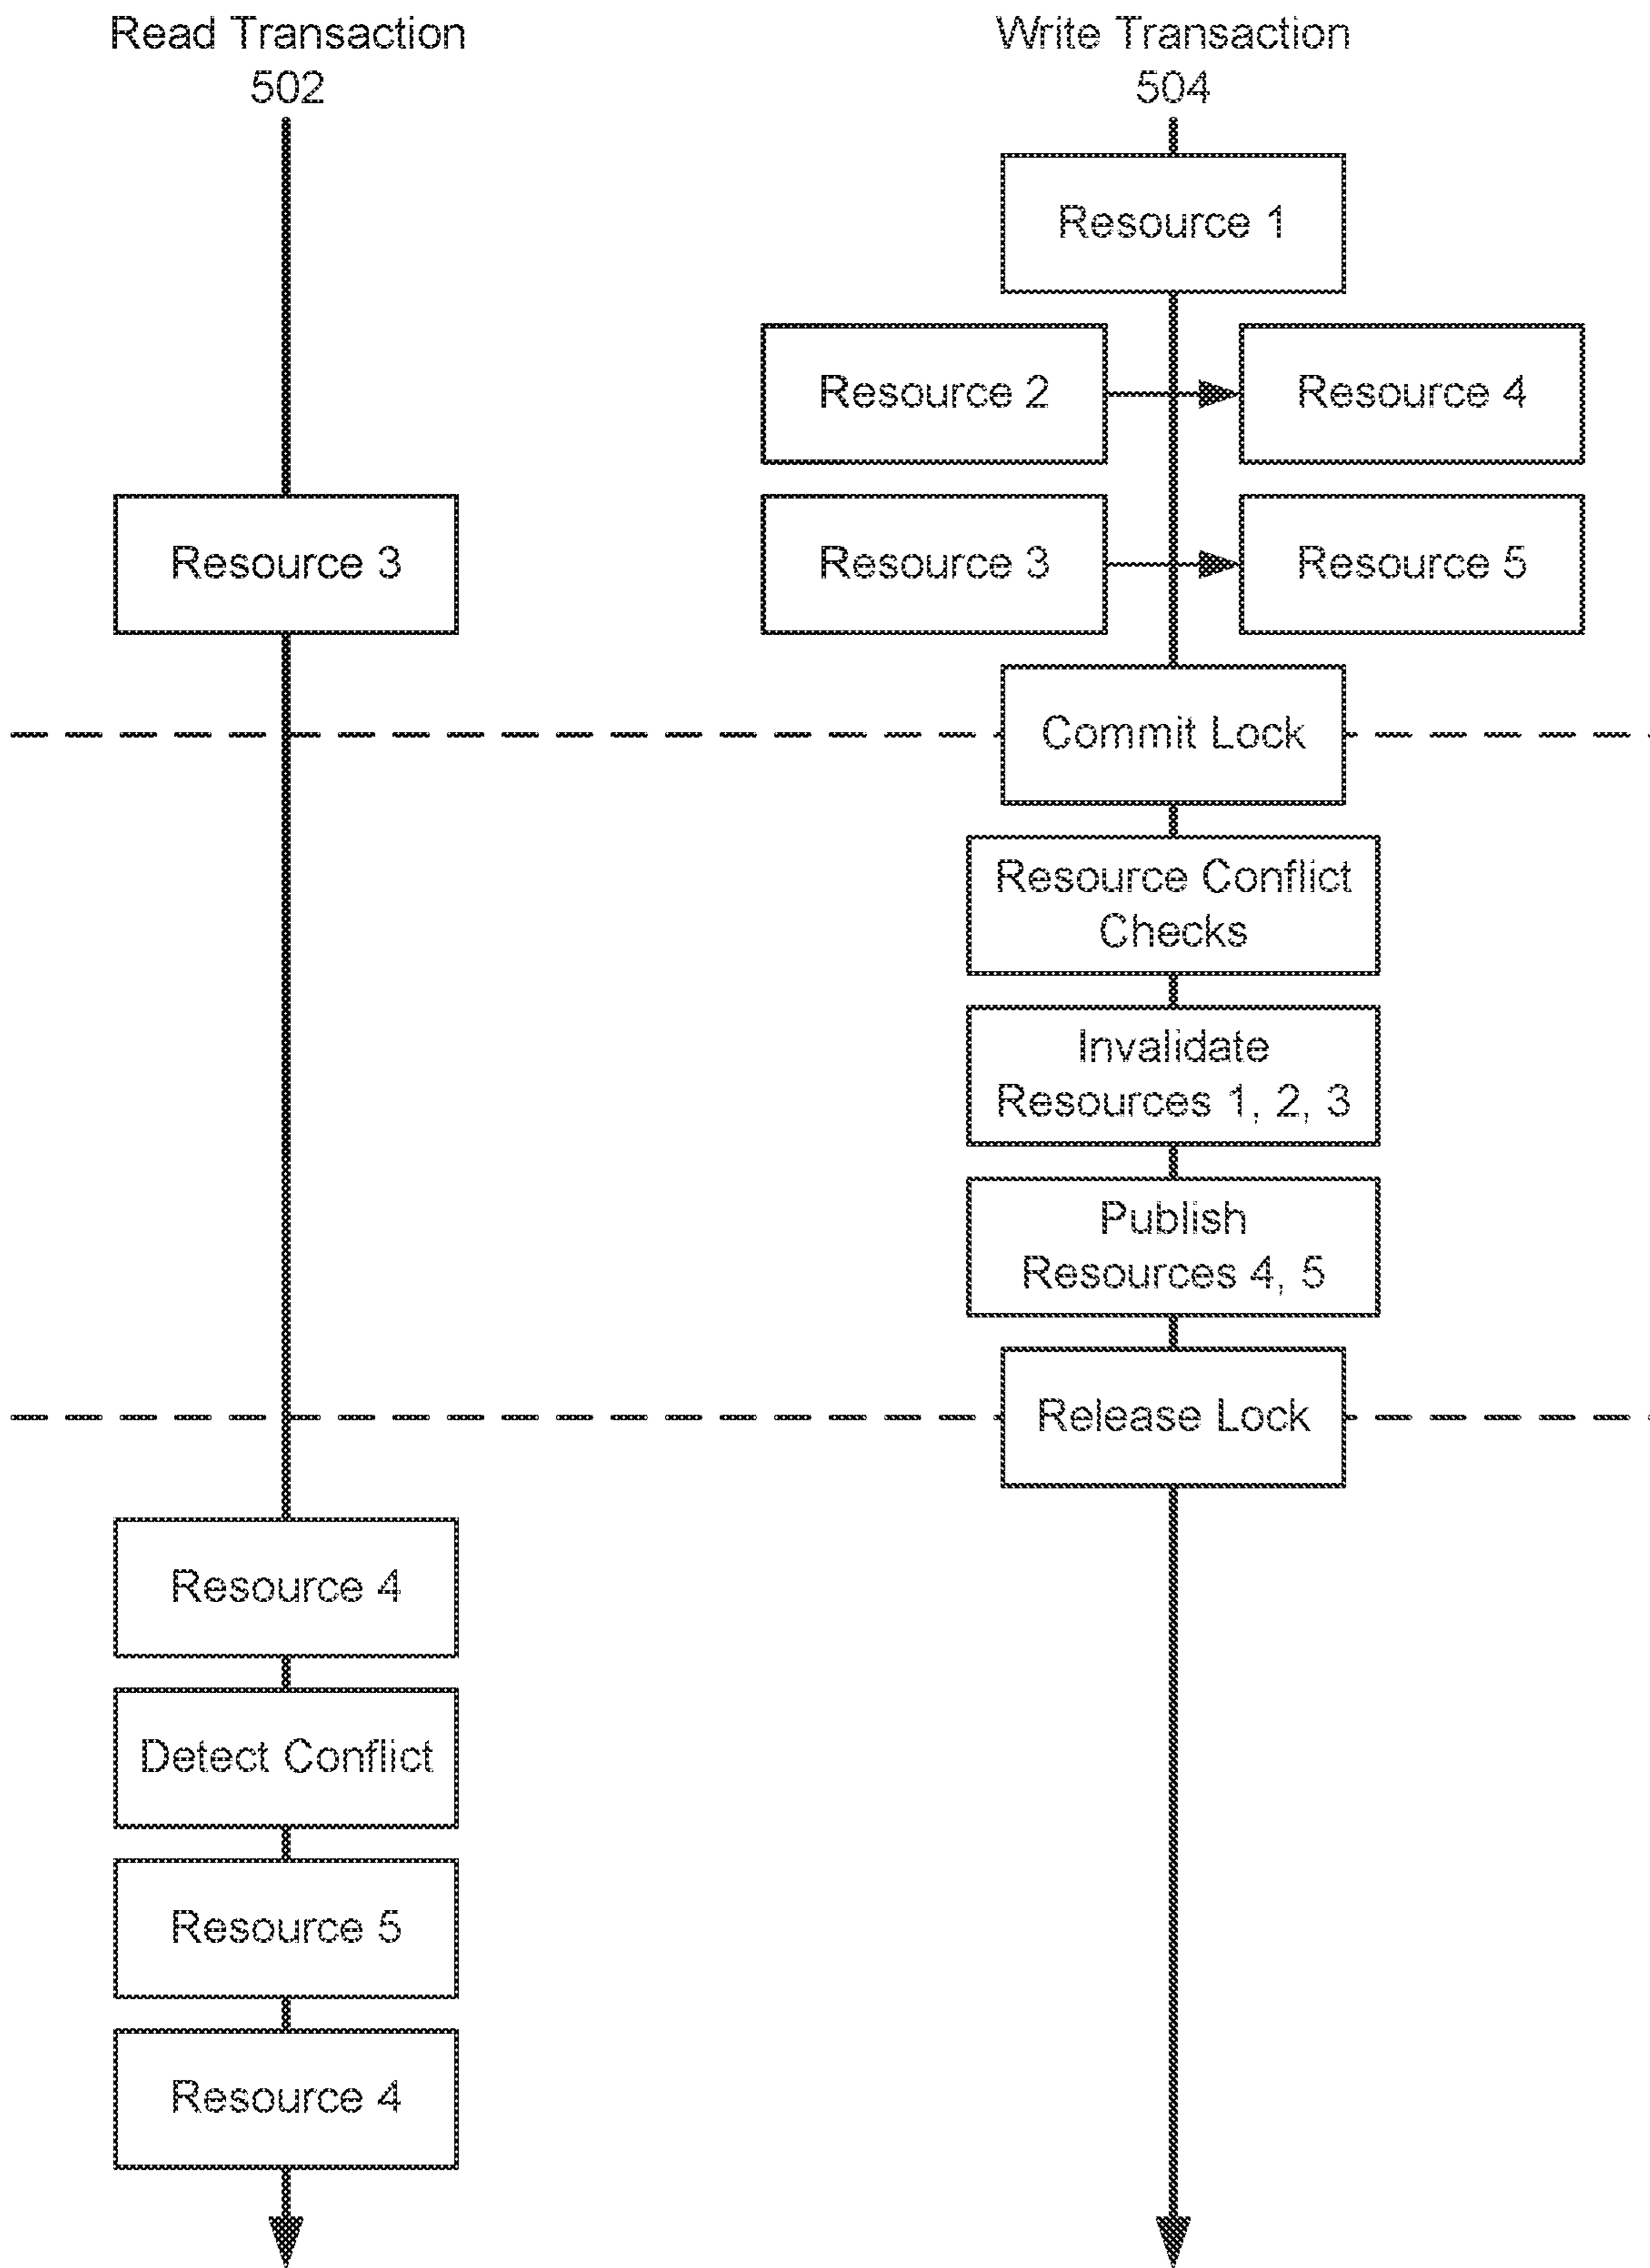 Read Transaction
502
Write Transaction
504
Resource 1
Resource 2
Resource 4
Resource 3
Resource 3
Resource 5
Commit Lock
Resource Conflict
Checks
Invalidate
Resources 1, 2, 3
Publish
Resources 4, 5
Release Lock
Resource 4
Detect Conflict
Resource 5
Resource 4